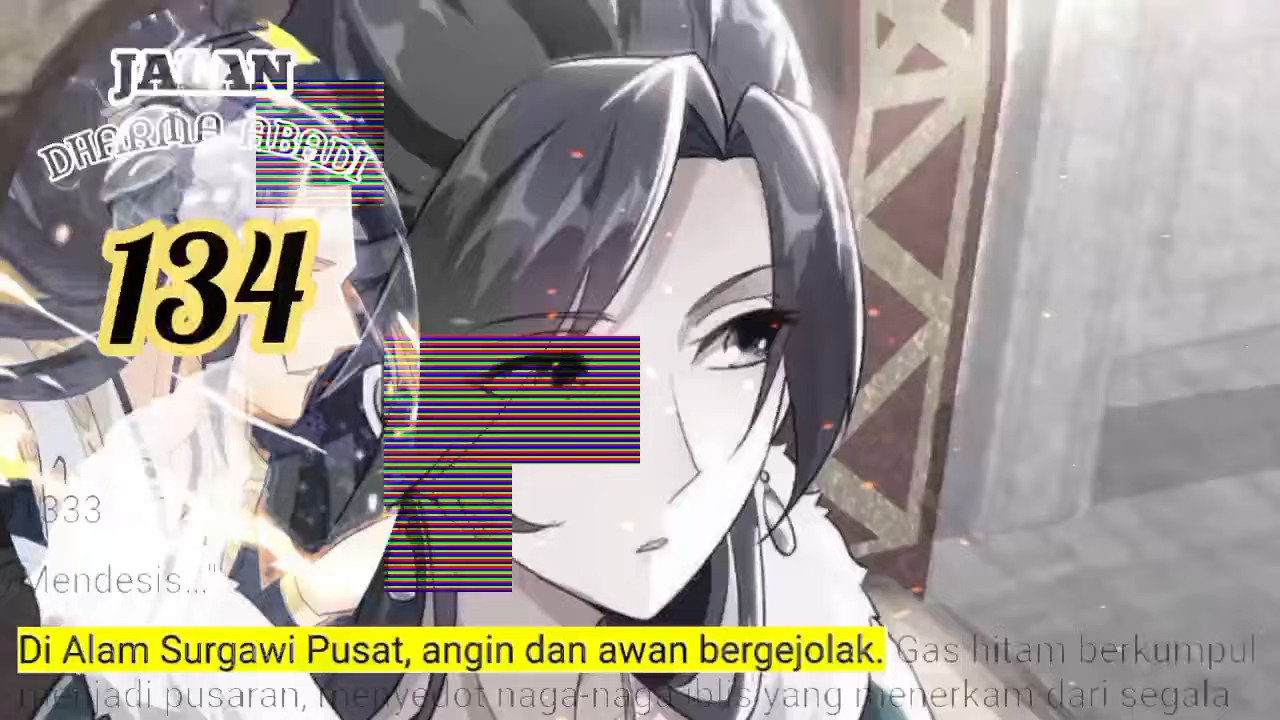 JALAN
DHARMA ABADI
134
333
Mendesis..."
Di Alam Surgawi Pusat, angin dan awan bergejolak. Gas hitam berkumpul
menjadi pusaran, menyedot naga-naga iblis yang menerkam dari segala